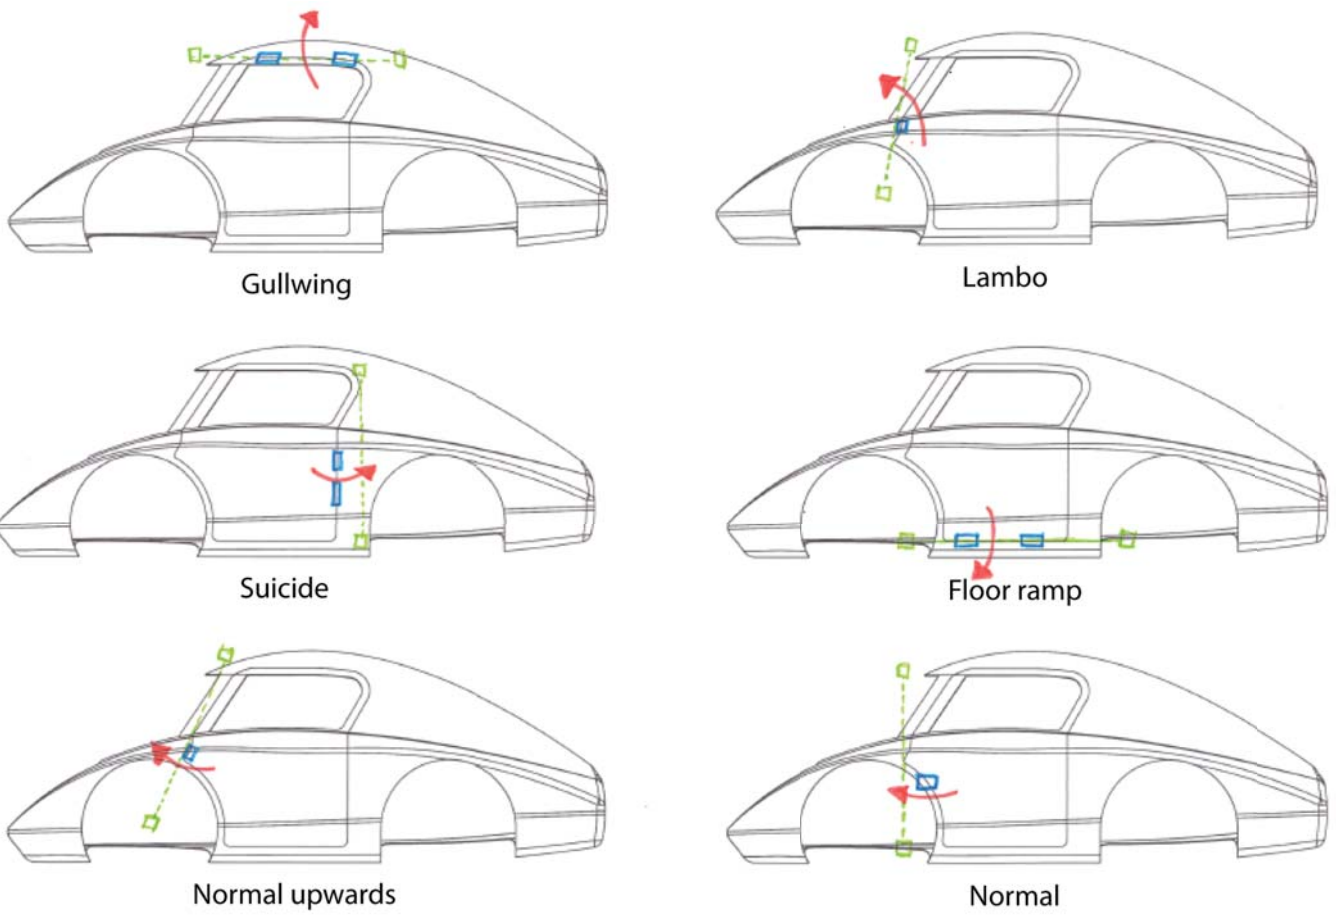 Gullwing
Lambo
Suicide
Floor ramp
Normal upwards
Normal